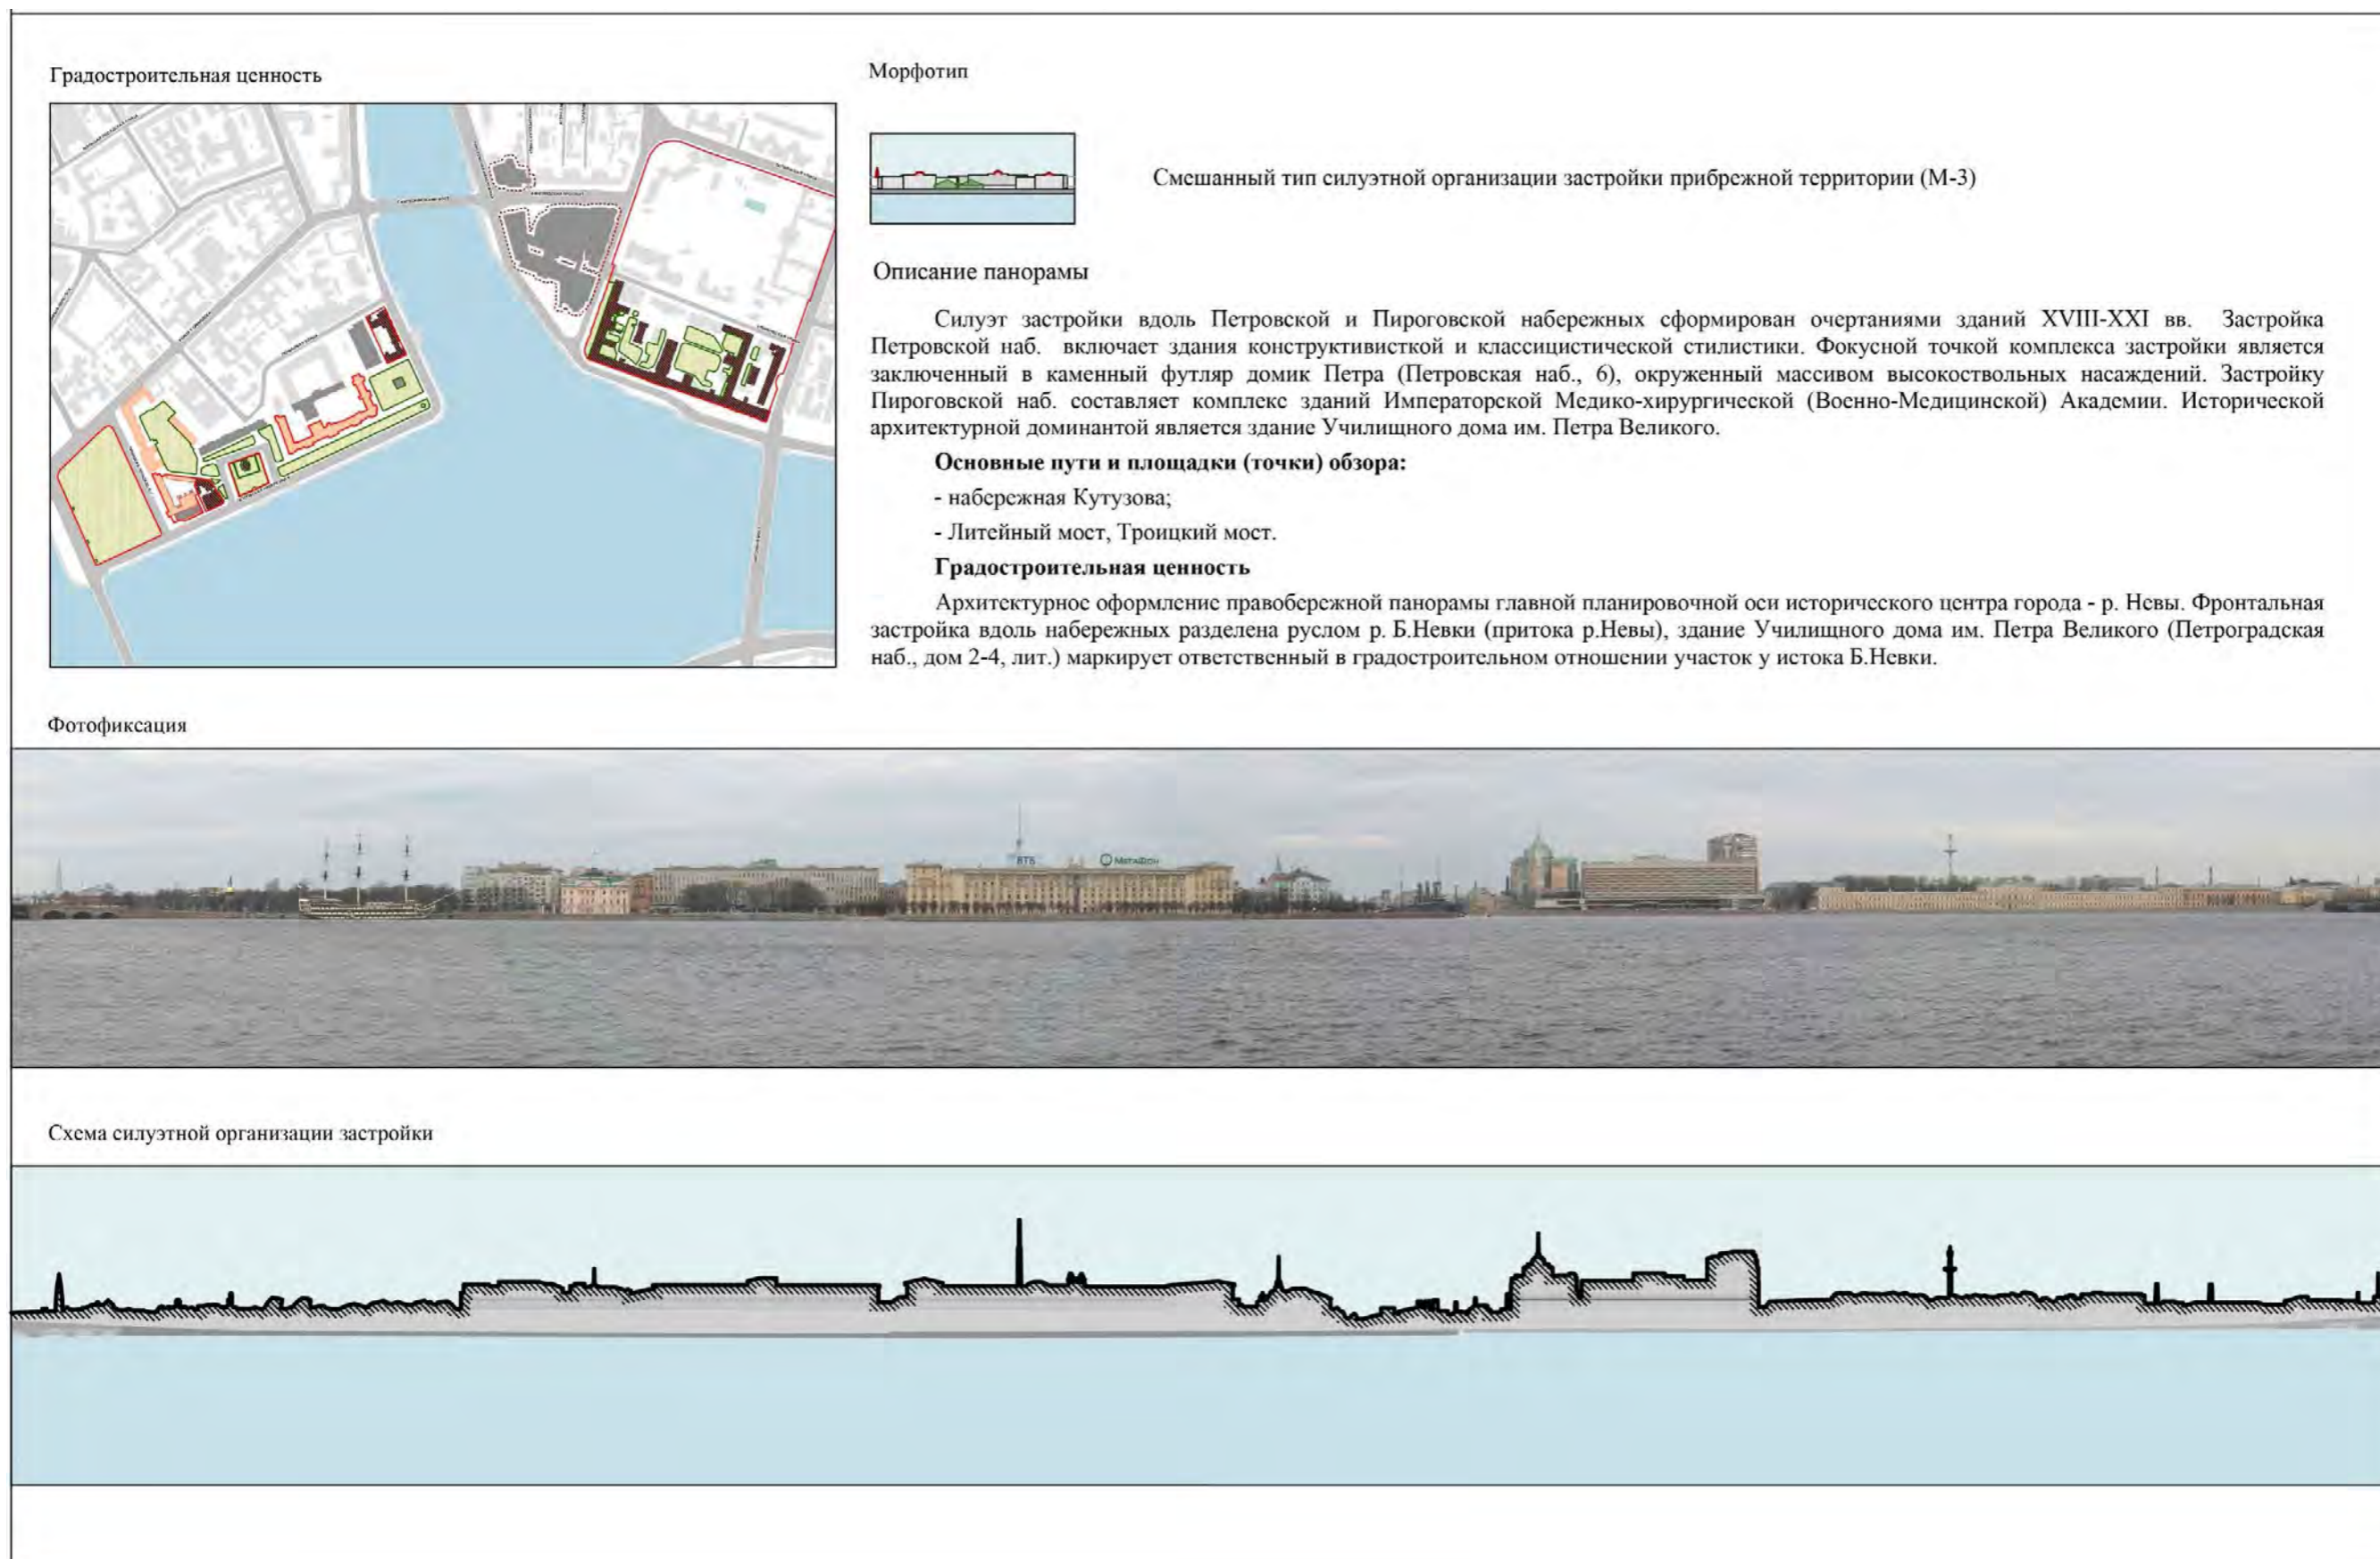 Градостроительная ценность
Морфотип
Смешанный тип силуэтной организации застройки прибрежной территории (М-3)
Описание панорамы
Силуэт застройки вдоль Петровской и Пироговской набережных сформирован очертаниями зданий XVIII-XXI вв. Застройка
Петровской наб. включает здания конструктивисткой и классицистической стилистики. Фокусной точкой комплекса застройки является
заключенный в каменный футляр домик Петра (Петровская наб., 6), окруженный массивом высокоствольных насаждений. Застройку
Пироговской наб. составляет комплекс зданий Императорской Медико-хирургической (Военно-Медицинской) Академии. Исторической
архитектурной доминантой является здание Училищного дома им. Петра Великого.
Основные пути и площадки (точки) обзора:
- набережная Кутузова;
- Литейный мост, Троицкий мост.
Градостроительная ценность
Архитектурное оформление правобережной панорамы главной планировочной оси исторического центра города - р. Невы. Фронтальная
застройка вдоль набережных разделена руслом р. Б.Невки (притока р.Невы), здание Училищного дома им. Петра Великого (Петроградская
наб., дом 2-4, лит.) маркирует ответственный в градостроительном отношении участок у истока Б.Невки.
Фотофиксация
ВТБ
МегаФон
Схема силуэтной организации застройки